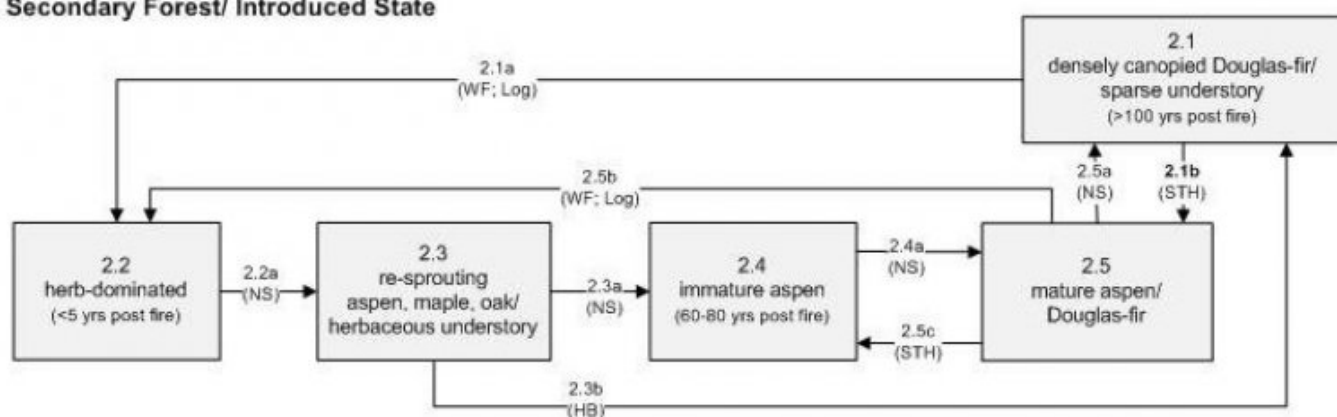 Secondary Forest/ Introduced State
2.1
densely canopied Douglas-fir/
sparse understory
(>100 yrs post fire)
2.1a
(WF; Log)
2.5a
(NS)
2.1b
(STH)
2.5b
(WF; Log)
2.2
herb-dominated
(<5 yrs post fire)
2.2a
(NS)
2.3
re-sprouting
aspen, maple, oak/
herbaceous understory
2.3a
(NS)
2.4
immature aspen
(60-80 yrs post fire)
2.4a
(NS)
2.5c
(STH)
2.5
mature aspen/
Douglas-fir
2.3b
(HB)